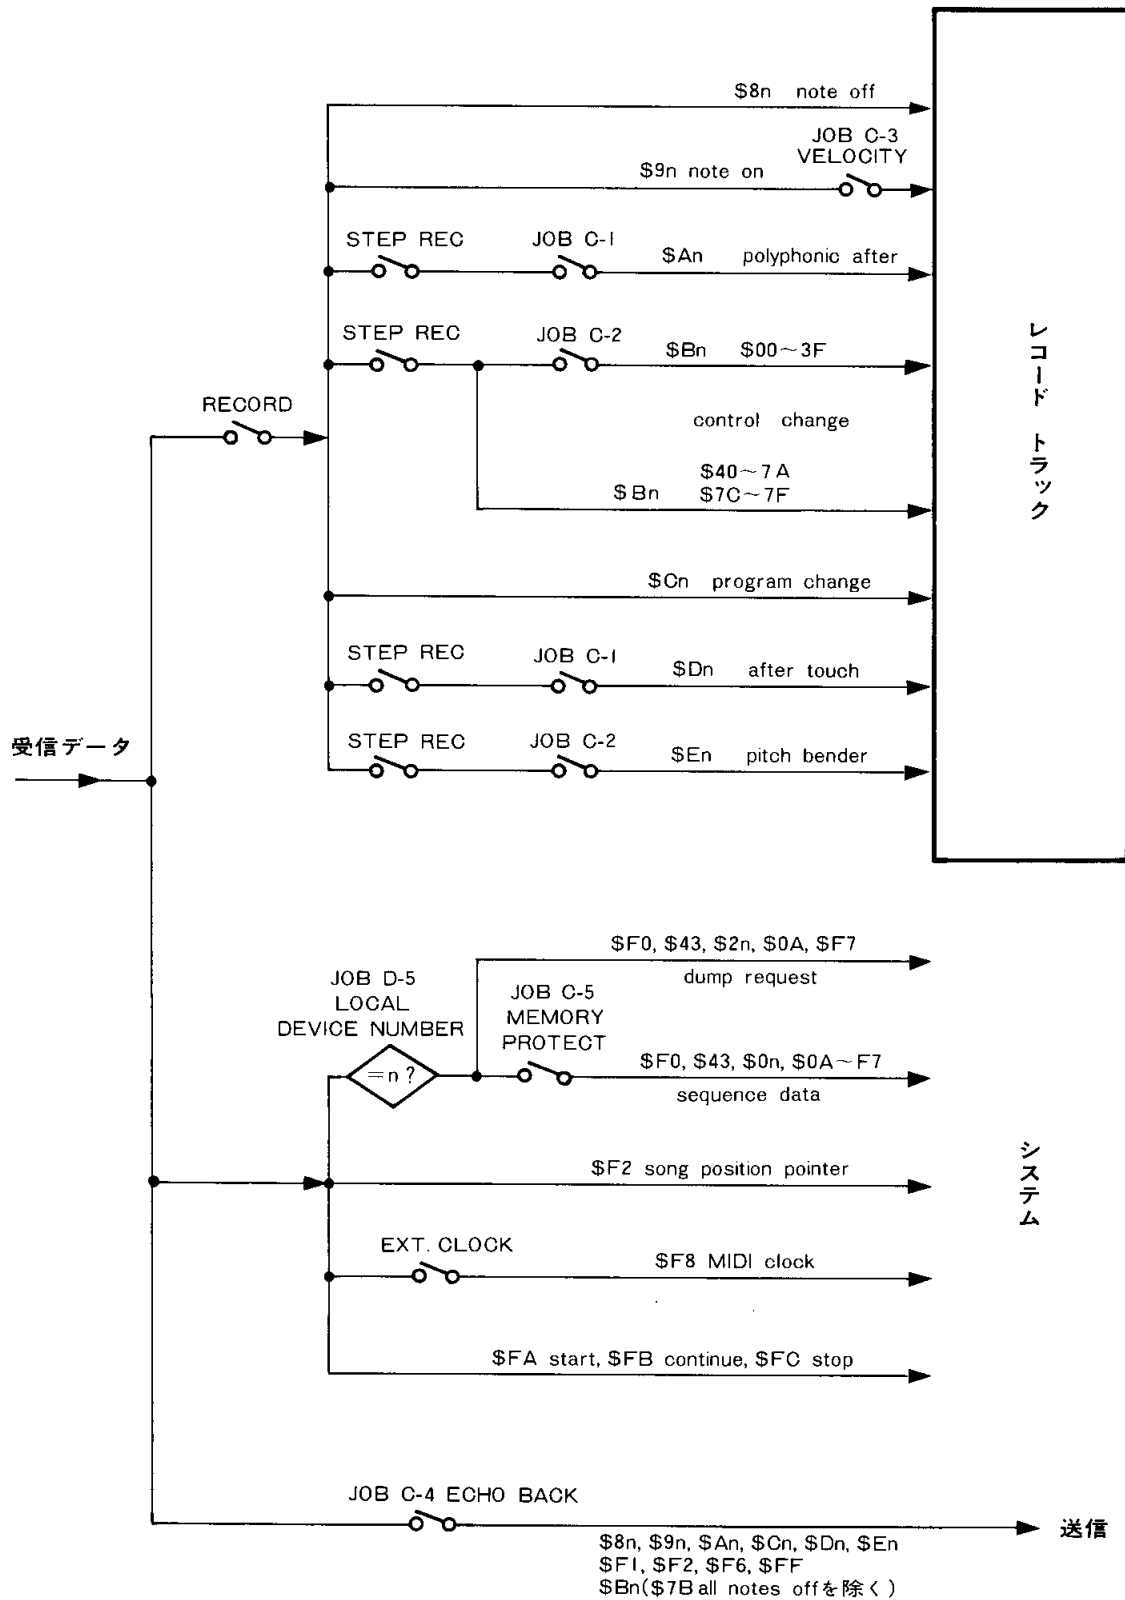 $8n note off
JOB C-3
VELOCITY
$9n note on
STEP REC
JOB C-1
$An polyphonic after
STEP REC
JOB C-2
$Bn $00~3F
RECORD
control change
$40~7A
$Bn $7C~7F
$Cn program change
STEP REC
JOB C-1
$Dn after touch
STEP REC
JOB C-2
$En pitch bender
レコード トラック
受信データ
$F0, $43, $2n, $0A, $F7
dump request
JOB D-5
LOCAL
DEVICE NUMBER
=n ?
JOB C-5
MEMORY
PROTECT
$F0, $43, $0n, $0A~F7
sequence data
$F2 song position pointer
システム
EXT. CLOCK
$F8 MIDI clock
$FA start, $FB continue, $FC stop
JOB C-4 ECHO BACK
送信
$8n, $9n, $An, $Cn, $Dn, $En
$F1, $F2, $F6, $FF
$Bn($7B all notes offを除く)